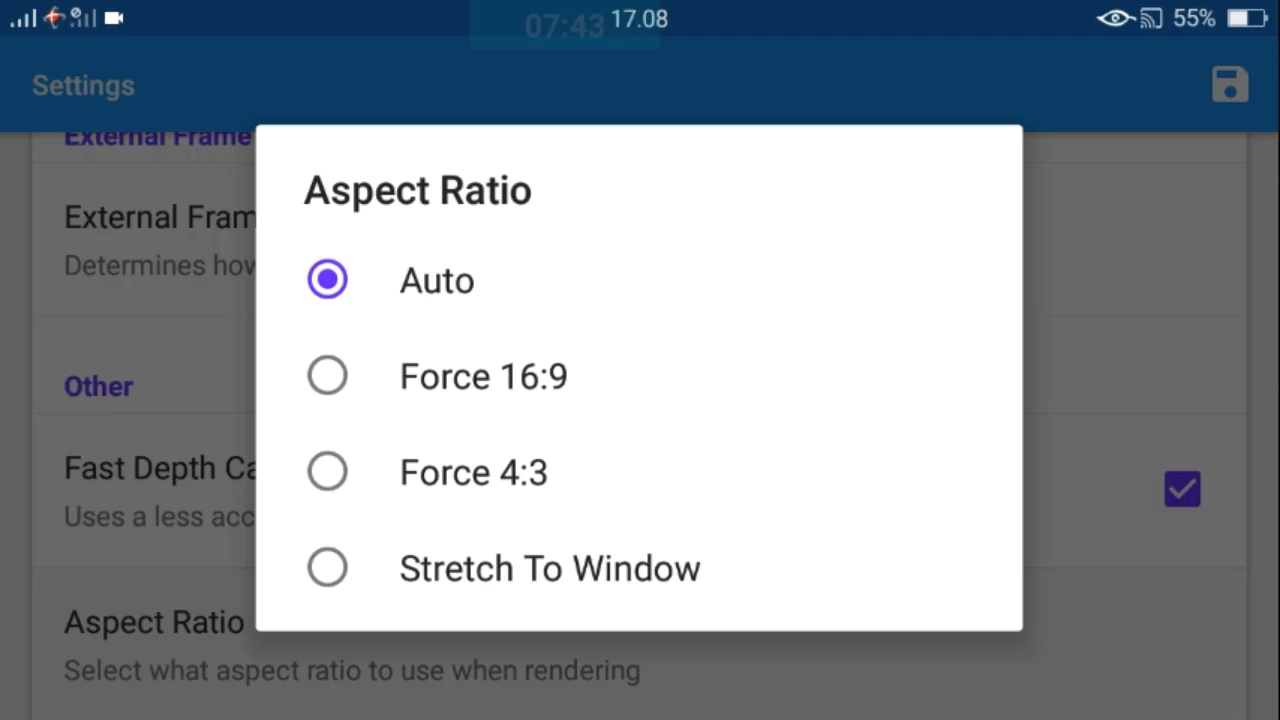 07:43 17.08 55%
Settings
External Frame
External Fram
Determines how
Other
Fast Depth Ca
Uses a less acc
Aspect Ratio
Select what aspect ratio to use when rendering
Aspect Ratio
Auto
Force 16:9
Force 4:3
Stretch To Window